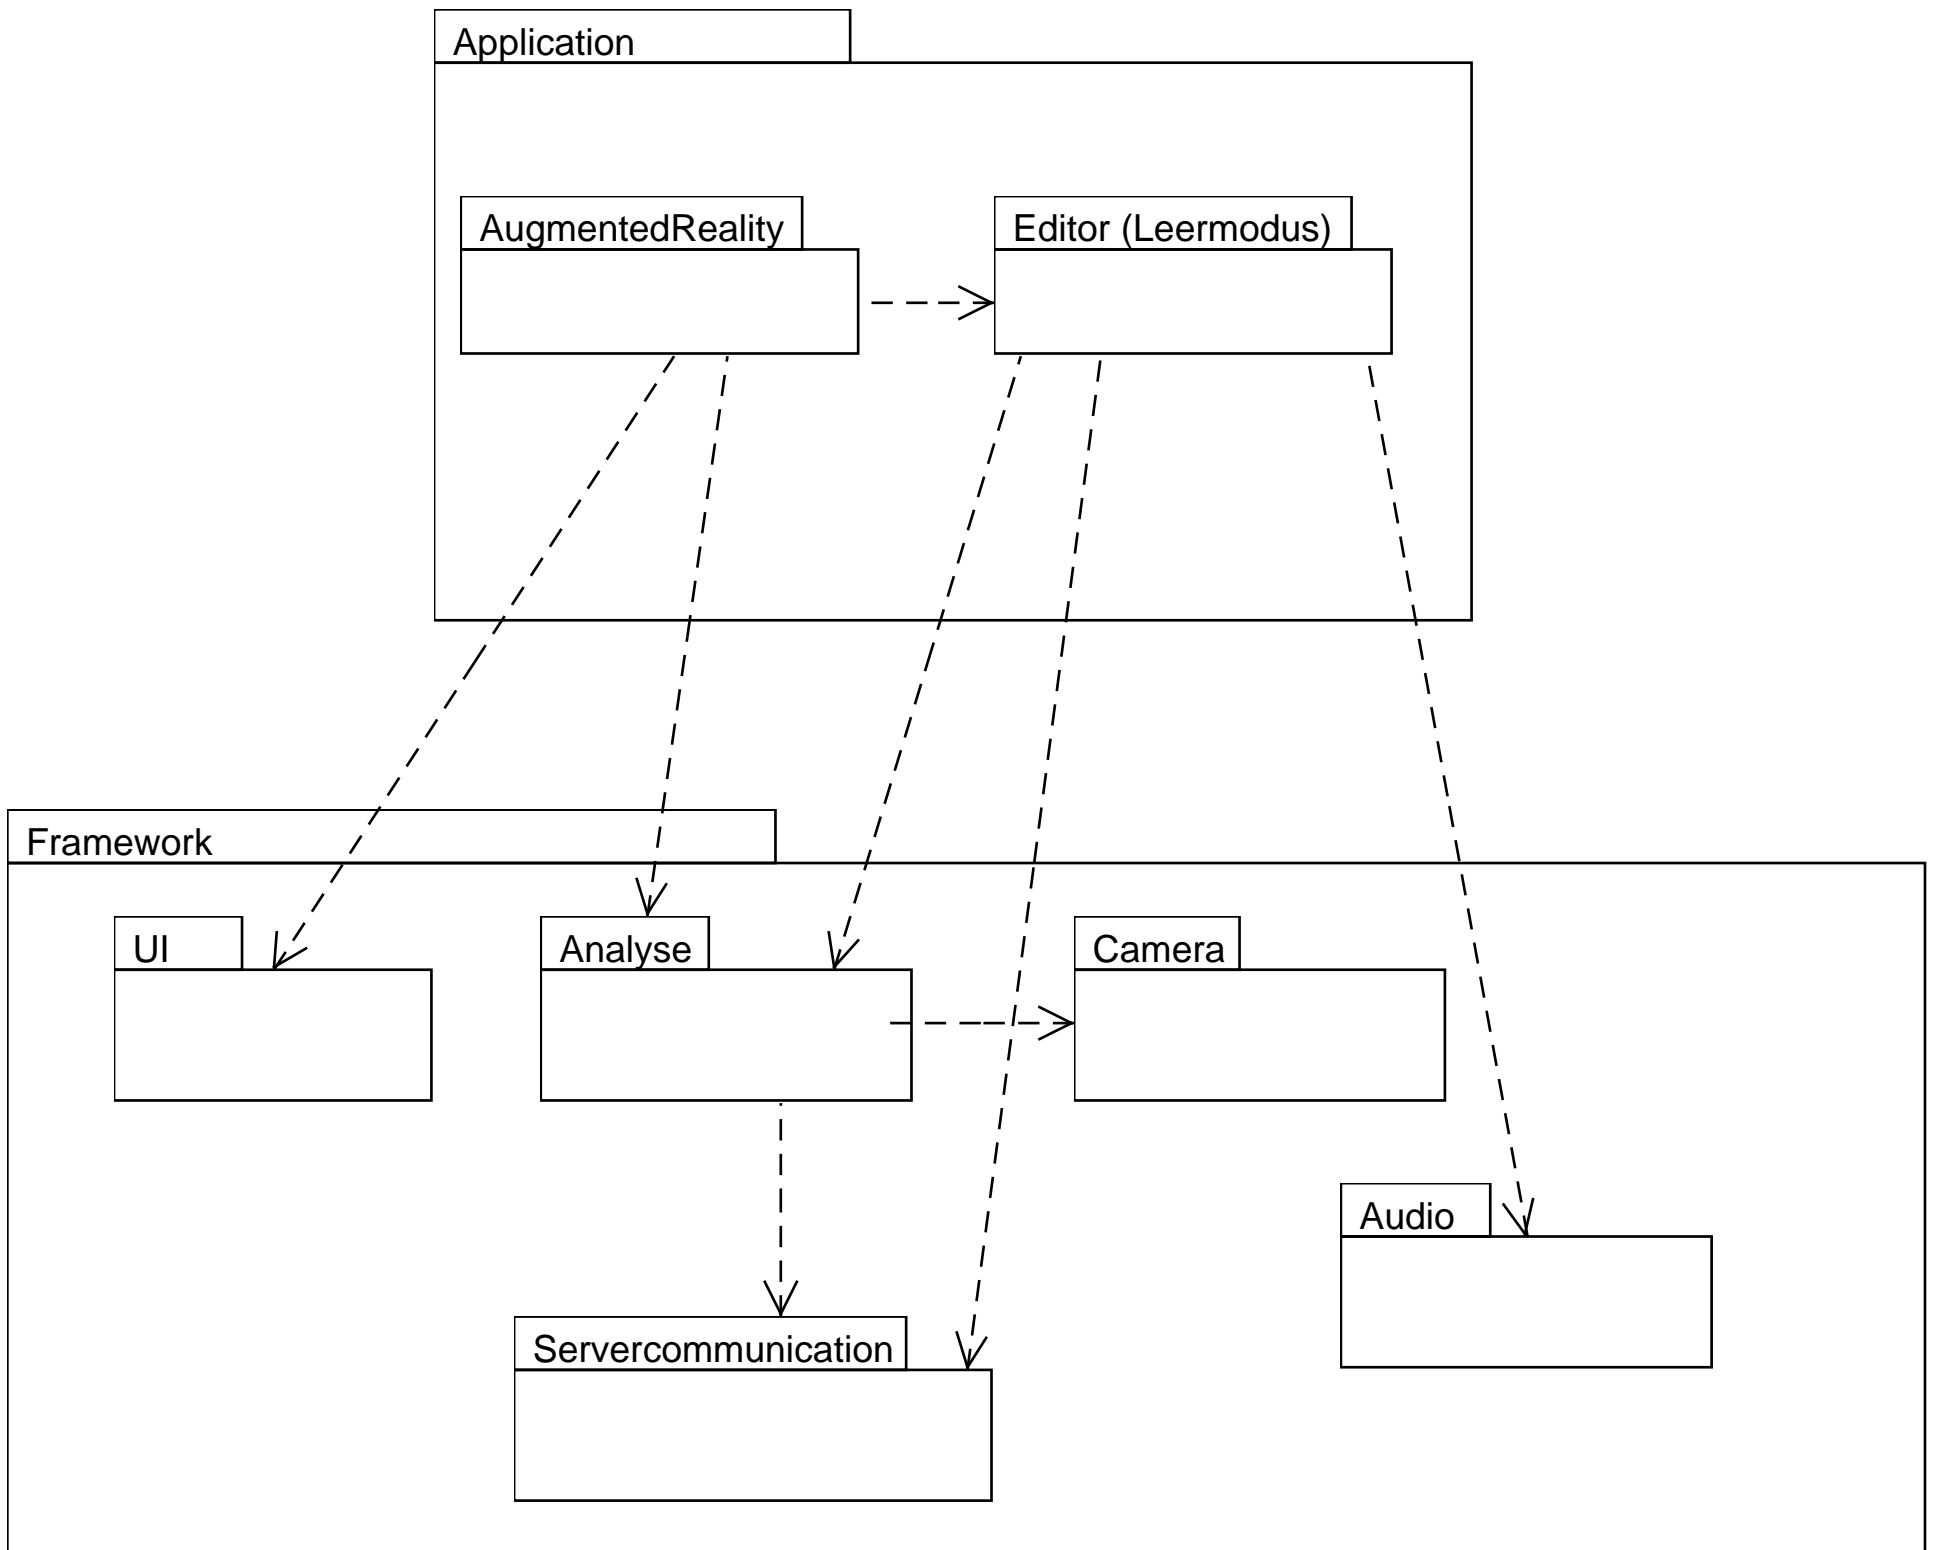 Application
AugmentedReality
Editor (Leermodus)
Framework
UI
Analyse
Camera
Audio
Servercommunication